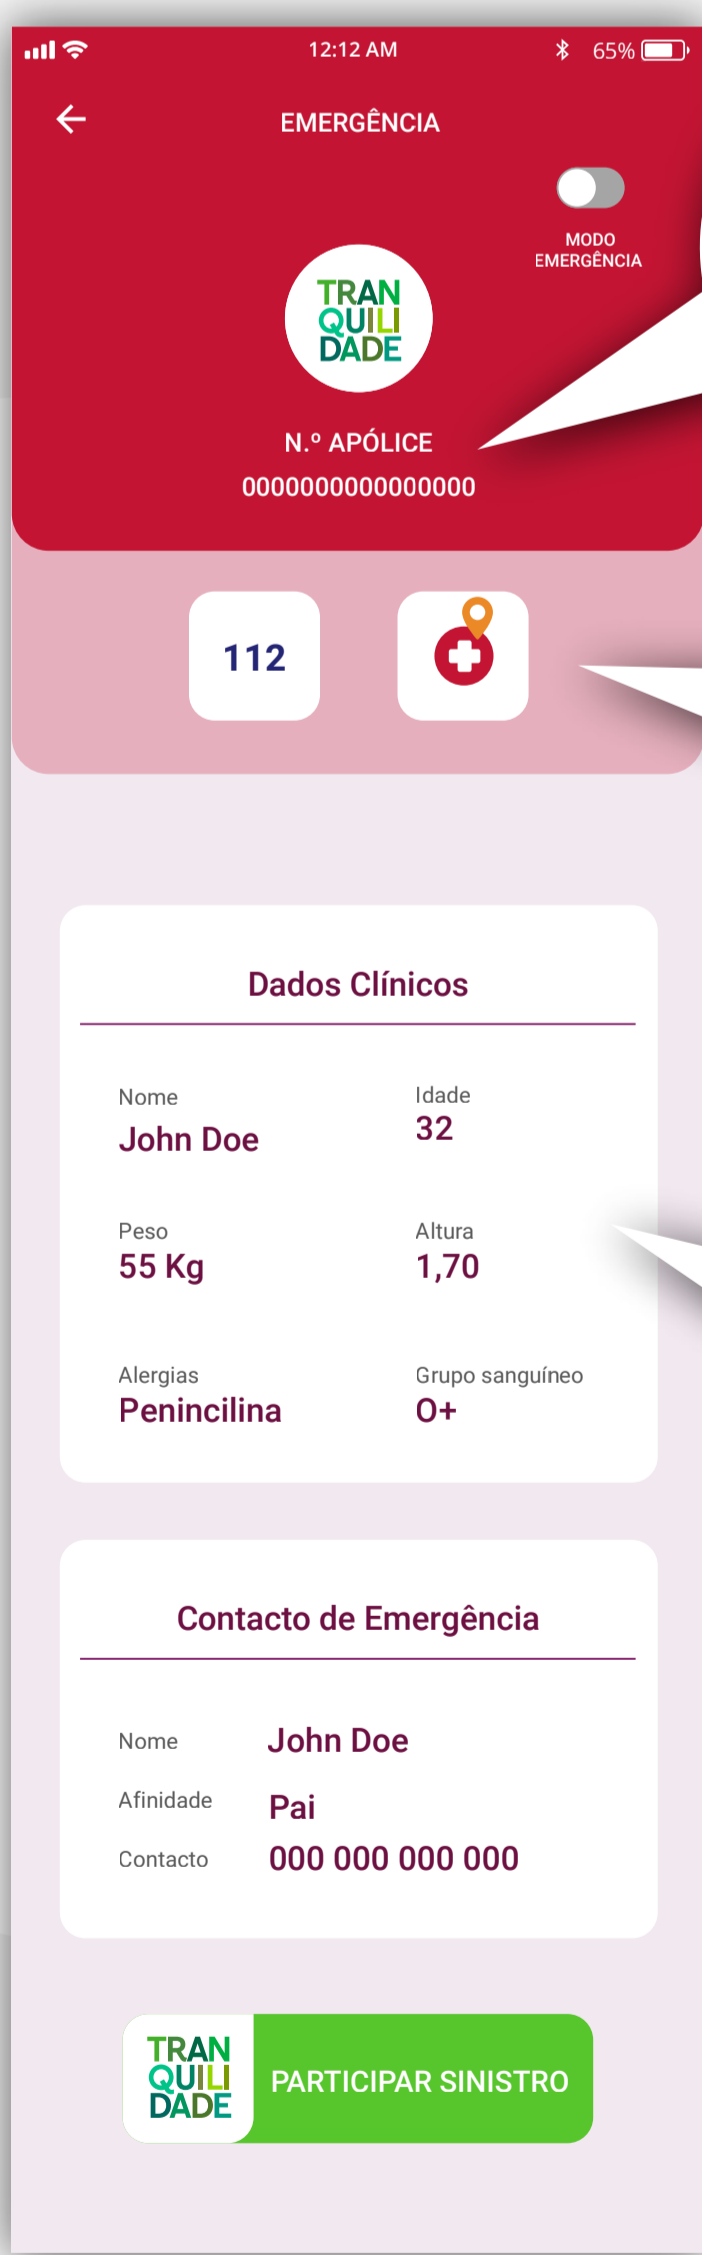 12:12 AM
65%
EMERGÊNCIA
MODO
EMERGÊNCIA
TRAN
QUILI
DADE
N.º APÓLICE
0000000000000000
112
Dados Clínicos
Nome
Idade
John Doe
32
Peso
Altura
55 Kg
1,70
Alergias
Grupo sanguíneo
Penincilina
O+
Contacto de Emergência
Nome John Doe
Afinidade Pai
Contacto 000 000 000 000
TRAN
QUILI
DADE
PARTICIPAR SINISTRO